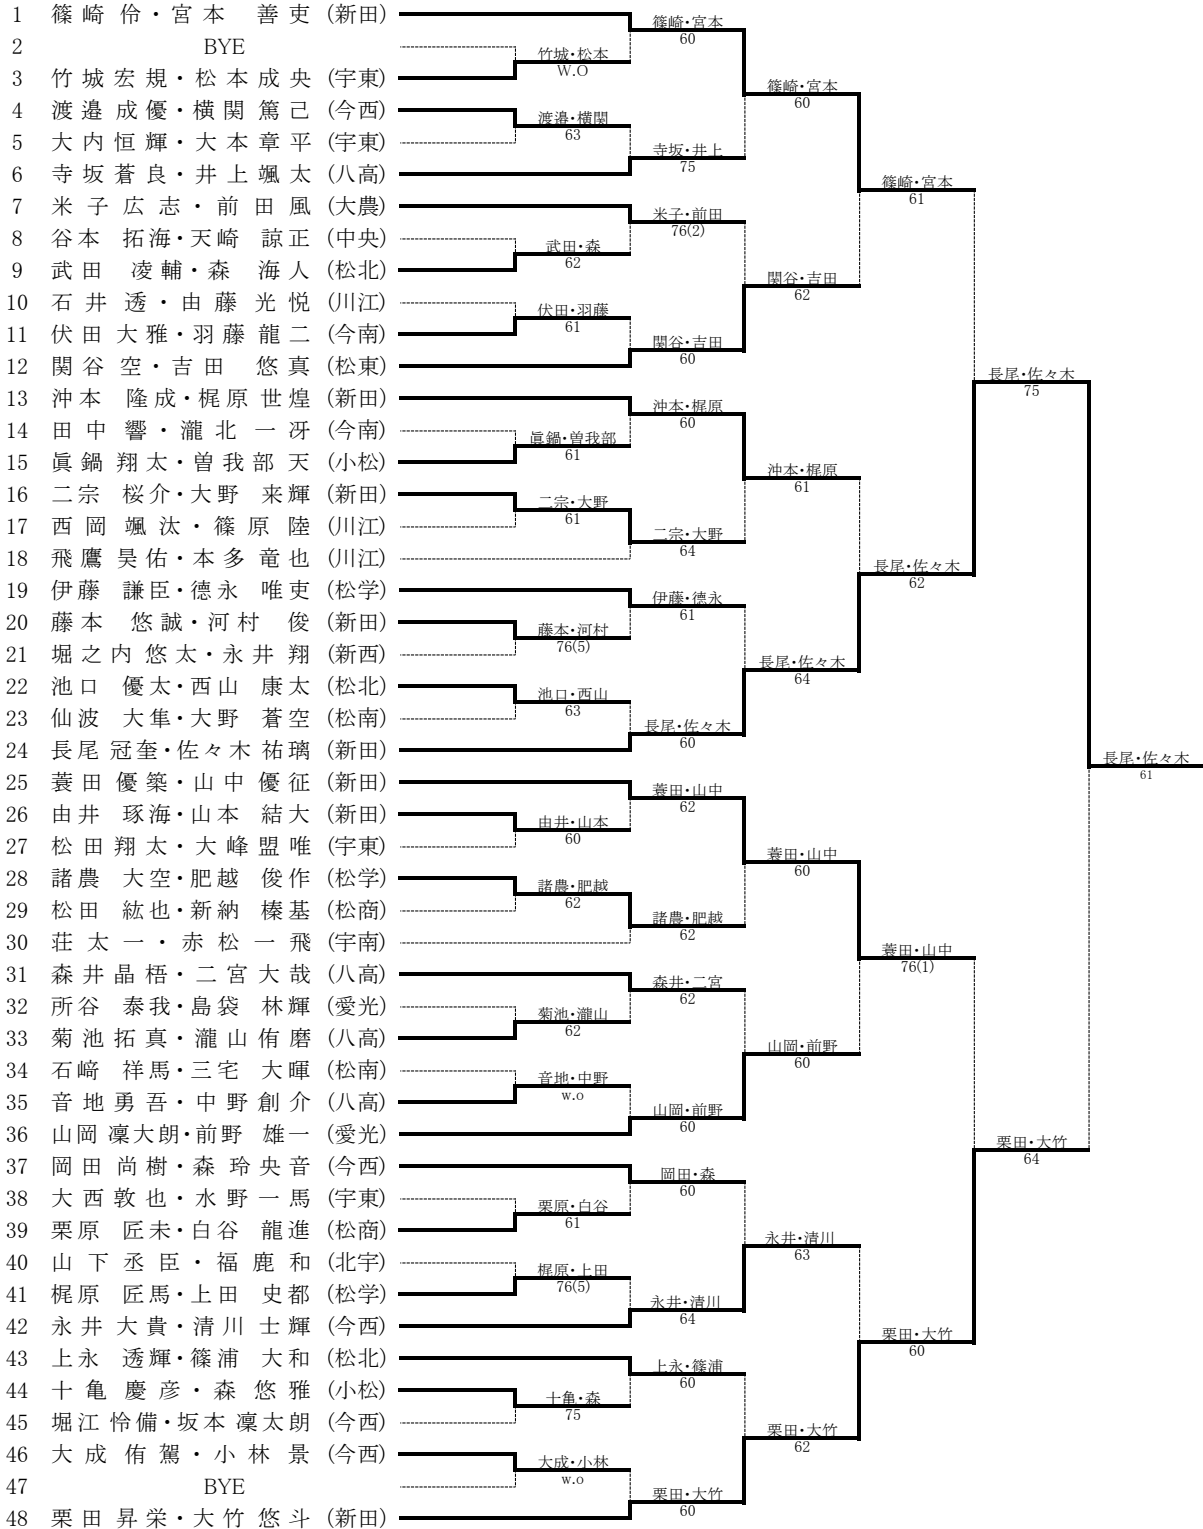 1 篠崎 伶・宮本 善吏 (新田)
2 BYE
3 竹城宏規・松本成央 (宇東)
4 渡邉成優・横関篤己 (今西)
5 大内恒輝・大本章平 (宇東)
6 寺坂蒼良・井上颯太 (八高)
7 米子広志・前田風 (大農)
8 谷本 拓海・天崎 諒正 (中央)
9 武田 凌輔・森 海人 (松北)
10 石井透・由藤光悦 (川江)
11 伏田 大雅・羽藤 龍二 (今南)
12 関谷 空・吉田 悠真 (松東)
13 沖本 隆成・梶原 世煌 (新田)
14 田中響・瀧北一冴 (今南)
15 眞鍋翔太・曽我部天 (小松)
16 二宗 桜介・大野 来輝 (新田)
17 西岡颯汰・篠原陸 (川江)
18 飛鷹昊佑・本多竜也 (川江)
19 伊藤 謙臣・德永 唯吏 (松学)
20 藤本 悠誠・河村 俊 (新田)
21 堀之内悠太・永井翔 (新西)
22 池口 優太・西山 康太 (松北)
23 仙波 大隼・大野 蒼空 (松南)
24 長尾 冠奎・佐々木 祐璃 (新田)
25 蓑田 優築・山中 優征 (新田)
26 由井 琢海・山本 結大 (新田)
27 松田翔太・大峰盟唯 (宇東)
28 諸農 大空・肥越 俊作 (松学)
29 松田 紘也・新納 榛基 (松商)
30 荘太一・赤松一飛 (宇南)
31 森井晶梧・二宮大哉 (八高)
32 所谷 泰我・島袋 林輝 (愛光)
33 菊池拓真・瀧山侑磨 (八高)
34 石﨑 祥馬・三宅 大暉 (松南)
35 音地勇吾・中野創介 (八高)
36 山岡 凜大朗・前野 雄一 (愛光)
37 岡田 尚樹・森 玲央音 (今西)
38 大西敦也・水野一馬 (宇東)
39 栗原 匠未・白谷 龍進 (松商)
40 山下丞臣・福鹿和 (北宇)
41 梶原 匠馬・上田 史都 (松学)
42 永井大貴・清川士輝 (今西)
43 上永 透輝・篠浦 大和 (松北)
44 十亀慶彦・森悠雅 (小松)
45 堀江 怜備・坂本 凜太朗 (今西)
46 大成侑駕・小林景 (今西)
47 BYE
48 栗田 昇栄・大竹 悠斗 (新田)
竹城・松本
W.O
渡邉・横関
63
武田・森
62
伏田・羽藤
61
眞鍋・曽我部
61
二宗・大野
61
藤本・河村
76(5)
池口・西山
63
由井・山本
60
諸農・肥越
62
菊池・瀧山
62
音地・中野
w.o
栗原・白谷
61
梶原・上田
76(5)
十亀・森
75
大成・小林
w.o
篠崎・宮本
60
寺坂・井上
75
米子・前田
76(2)
関谷・吉田
60
沖本・梶原
60
二宗・大野
64
伊藤・德永
61
長尾・佐々木
60
蓑田・山中
62
諸農・肥越
62
森井・二宮
62
山岡・前野
60
岡田・森
60
永井・清川
64
上永・篠浦
60
栗田・大竹
60
篠崎・宮本
60
関谷・吉田
62
沖本・梶原
61
長尾・佐々木
64
蓑田・山中
60
山岡・前野
60
永井・清川
63
栗田・大竹
62
篠崎・宮本
61
長尾・佐々木
62
蓑田・山中
76(1)
栗田・大竹
60
長尾・佐々木
75
栗田・大竹
64
長尾・佐々木
61